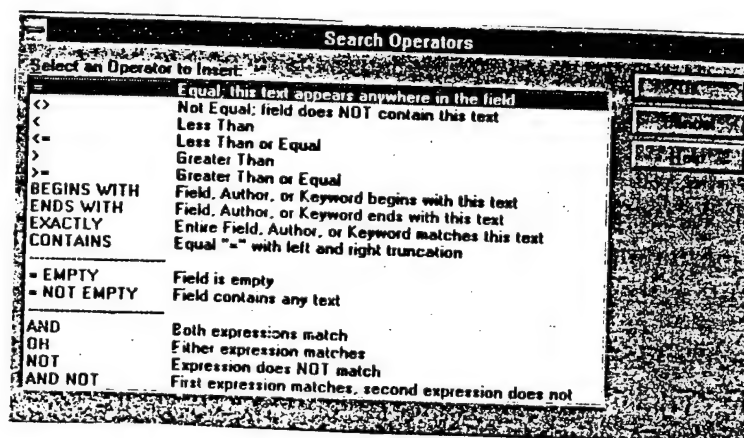 Search Operators
Select an Operator to Insert:
= Equal; this text appears anywhere in the field
<> Not Equal; field does NOT contain this text
< Less Than
<= Less Than or Equal
> Greater Than
>= Greater Than or Equal
BEGINS WITH Field, Author, or Keyword begins with this text
ENDS WITH Field, Author, or Keyword ends with this text
EXACTLY Entire Field, Author, or Keyword matches this text
CONTAINS Equal "=" with left and right truncation
= EMPTY Field is empty
= NOT EMPTY Field contains any text
AND Both expressions match
OR Either expression matches
NOT Expression does NOT match
AND NOT First expression matches, second expression does not
Cancel
Help